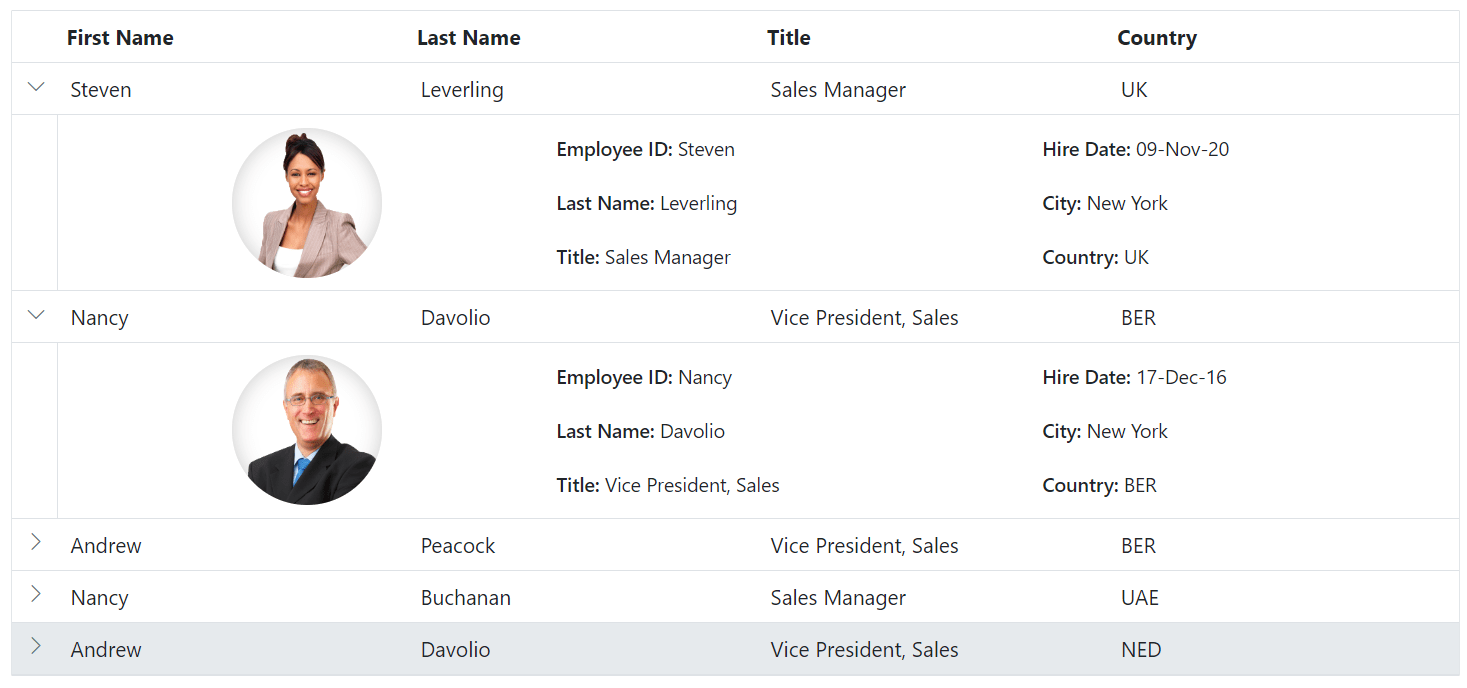 First Name Last Name Title Country
Steven Leverling Sales Manager UK
Employee ID: Steven Hire Date: 09-Nov-20
Last Name: Leverling City: New York
Title: Sales Manager Country: UK
Nancy Davolio Vice President, Sales BER
Employee ID: Nancy Hire Date: 17-Dec-16
Last Name: Davolio City: New York
Title: Vice President, Sales Country: BER
Andrew Peacock Vice President, Sales BER
Nancy Buchanan Sales Manager UAE
Andrew Davolio Vice President, Sales NED